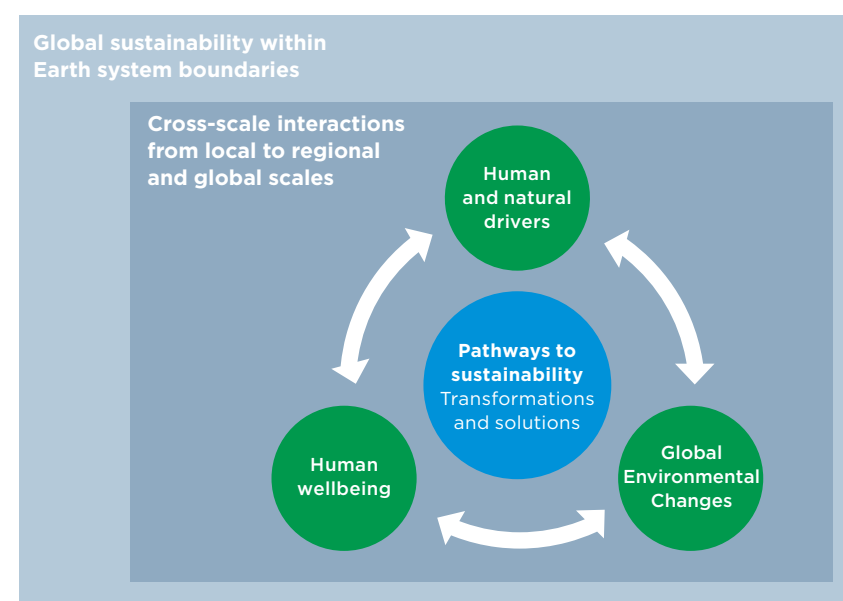 Global sustainability within
Earth system boundaries
Cross-scale interactions
from local to regional
and global scales
Human
and natural
drivers
Pathways to
sustainability
Transformations
and solutions
Human
wellbeing
Global
Environmental
Changes